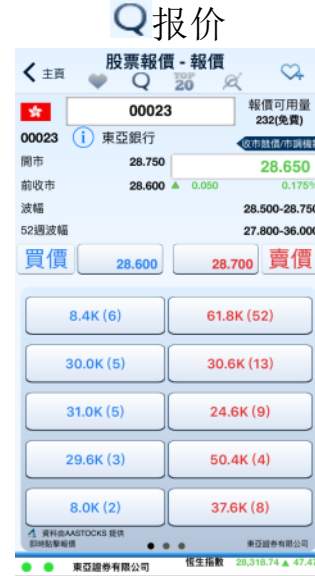 报价
股票報價 - 報價
主頁
TOP 20
00023
報價可用量
232(免費)
00023 i 東亞銀行
收市競價/市調機
開市 28.750
28.650
前收市 28.600 ▲ 0.050 0.175%
波幅 28.500-28.750
52週波幅 27.800-36.000
買價 28.600 28.700 賣價
8.4K (6) 61.8K (52)
30.0K (5) 30.6K (13)
31.0K (5) 24.6K (9)
29.6K (3) 50.4K (4)
8.0K (2) 37.6K (8)
資料由AASTOCKS 提供
即時點擊報價 東亞證券有限公司
東亞證券有限公司 恆生指數 28,318.74 ▲ 47.47